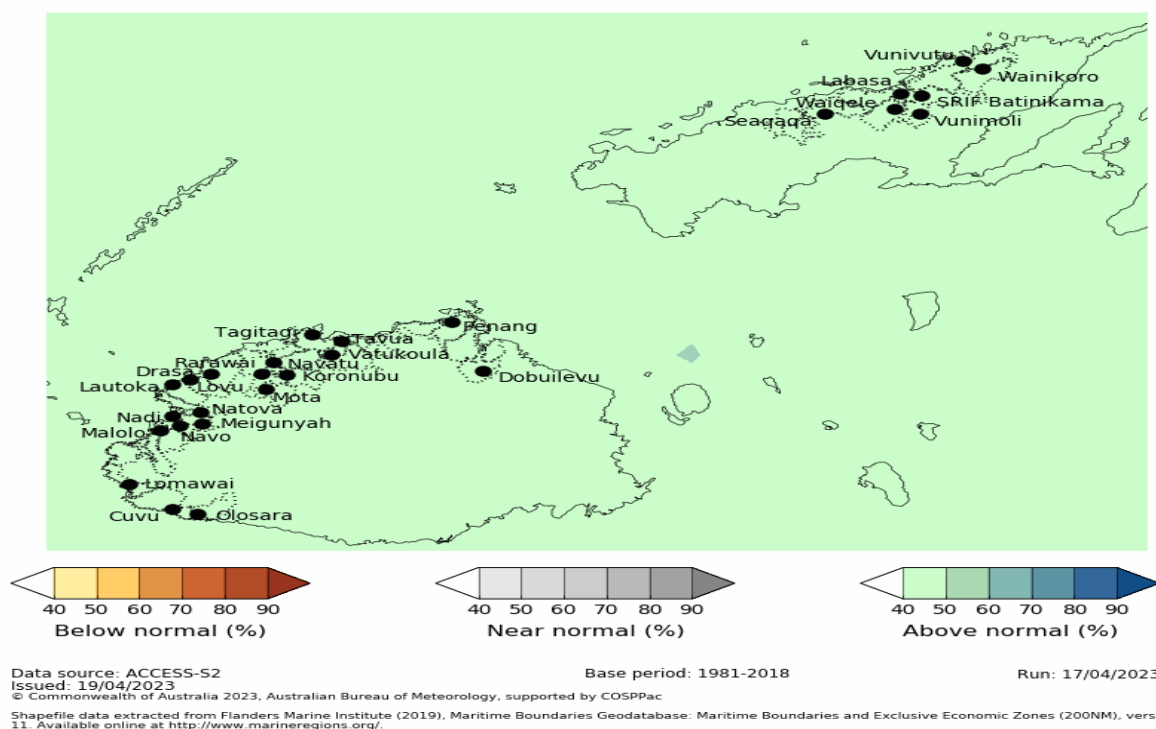 Vunivutu
Wainikoro
Labasa
SRIF Batinikama
Waiqele
Seaqaqa
Vunimoli
Tagitagi
Penang
Tavua
Vatukoula
Rarawai
Navatu
Drasa
Koronubu
Dobuilevu
Lautoka
Lovu
Mota
Natova
Nadi
Meigunyah
Malolo
Navo
Lomawai
Cuvu
Olosara
40 50 60 70 80 90
Below normal (%)
40 50 60 70 80 90
Near normal (%)
40 50 60 70 80 90
Above normal (%)
Data source: ACCESS-S2
Base period: 1981-2018
Run: 17/04/2023
Issued: 19/04/2023
© Commonwealth of Australia 2023, Australian Bureau of Meteorology, supported by COSPPac
Shapefile data extracted from Flanders Marine Institute (2019), Maritime Boundaries Geodatabase: Maritime Boundaries and Exclusive Economic Zones (200NM), vers
11. Available online at http://www.marineregions.org/.